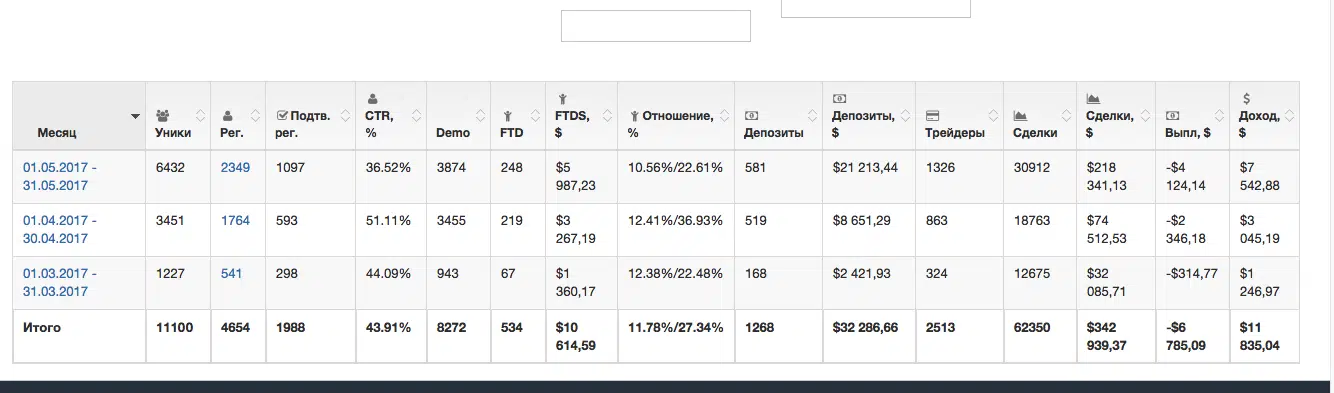 Месяц Уники Рег. Подтв. рег. CTR, % Demo FTD FTDS, $ Отношение, % Депозиты Депозиты, $ Трейдеры Сделки Сделки, $ Выпл, $ Доход, $
01.05.2017 - 31.05.2017 6432 2349 1097 36.52% 3874 248 $5 987,23 10.56%/22.61% 581 $21 213,44 1326 30912 $218 341,13 -$4 124,14 $7 542,88
01.04.2017 - 30.04.2017 3451 1764 593 51.11% 3455 219 $3 267,19 12.41%/36.93% 519 $8 651,29 863 18763 $74 512,53 -$2 346,18 $3 045,19
01.03.2017 - 31.03.2017 1227 541 298 44.09% 943 67 $1 360,17 12.38%/22.48% 168 $2 421,93 324 12675 $32 085,71 -$314,77 $1 246,97
Итого 11100 4654 1988 43.91% 8272 534 $10 614,59 11.78%/27.34% 1268 $32 286,66 2513 62350 $342 939,37 -$6 785,09 $11 835,04